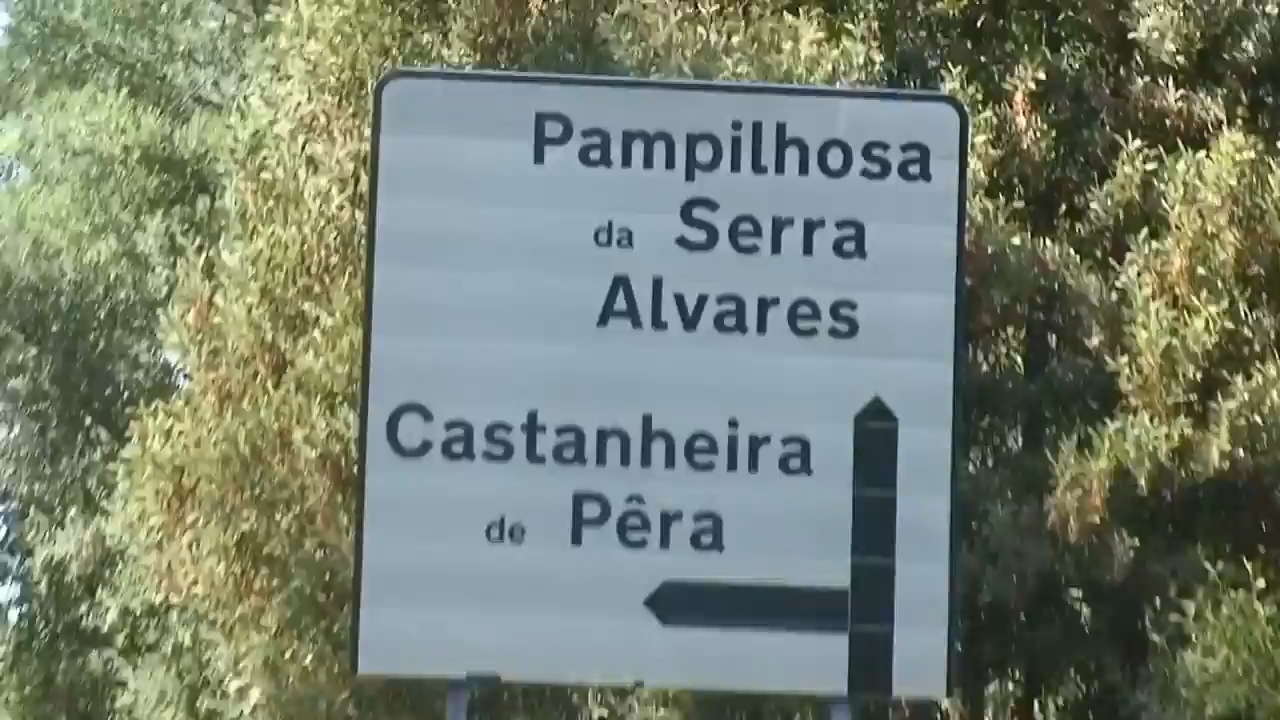 Pampilhosa
da Serra
Alvares
Castanheira
de Pêra